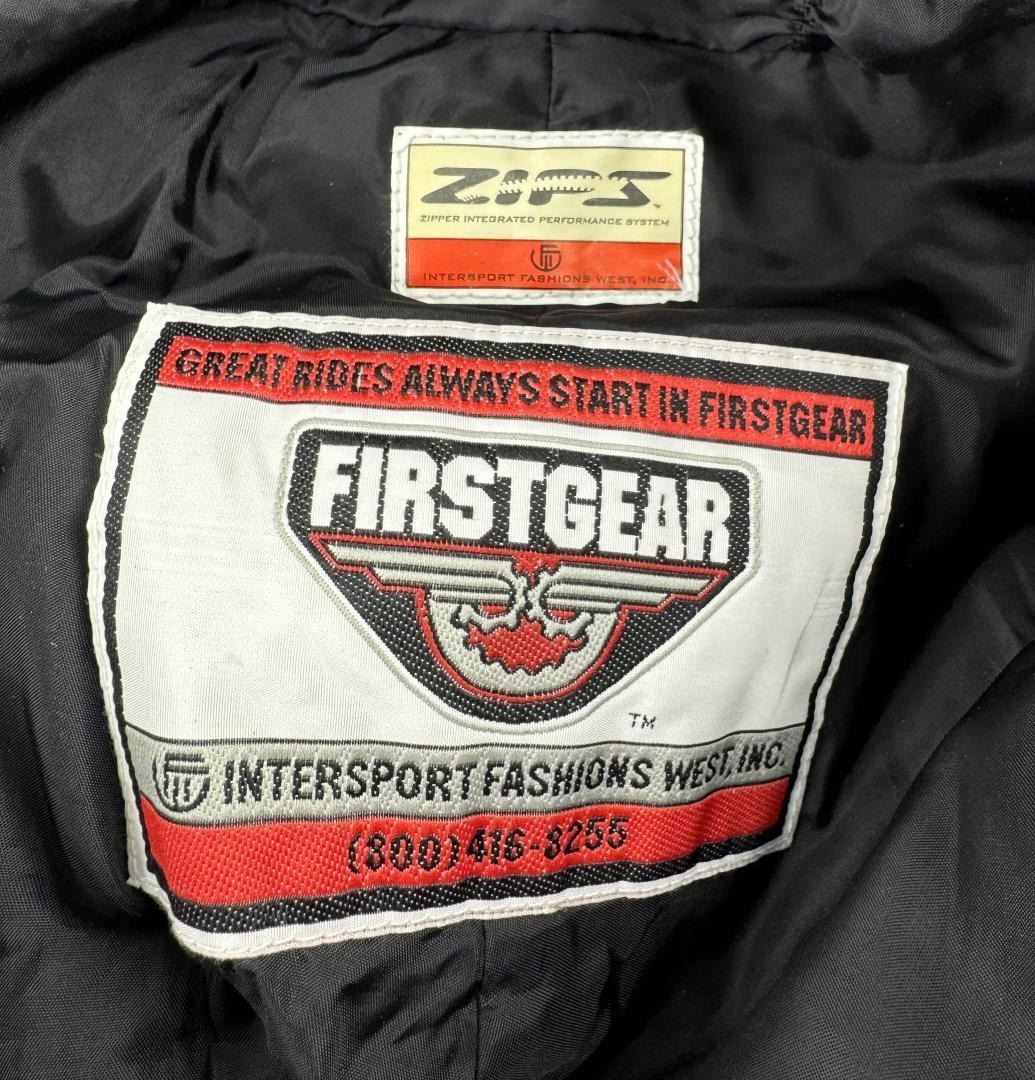 ZIPS
ZIPPER INTEGRATED PERFORMANCE SYSTEM
INTERSPORT FASHIONS WEST, INC.
GREAT RIDES ALWAYS START IN FIRSTGEAR
FIRSTGEAR
TM
INTERSPORT FASHIONS WEST, INC.
(800) 416-8255